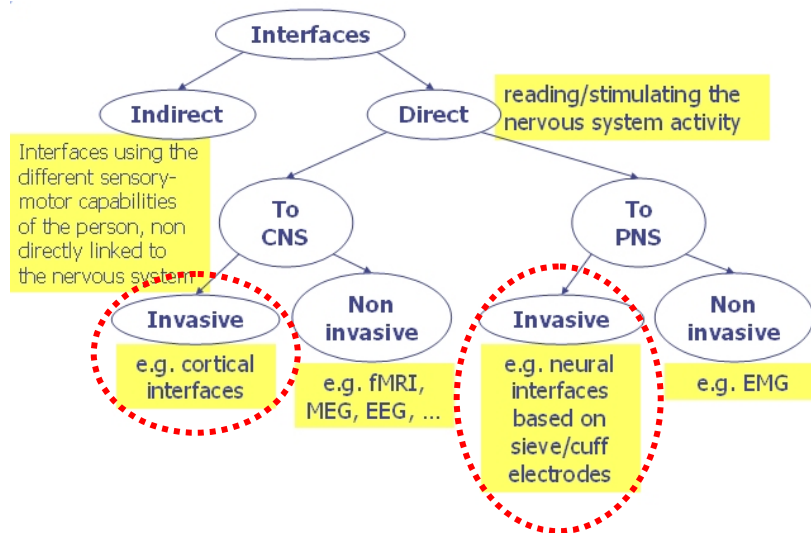 Interfaces
Indirect
Direct
reading/stimulating the
nervous system activity
Interfaces using the
different sensory-
motor capabilities
of the person, non
directly linked to
the nervous system
To
CNS
To
PNS
Invasive
Non
invasive
Invasive
Non
invasive
e.g. cortical
interfaces
e.g. fMRI,
MEG, EEG, ...
e.g. neural
interfaces
based on
sieve/cuff
electrodes
e.g. EMG